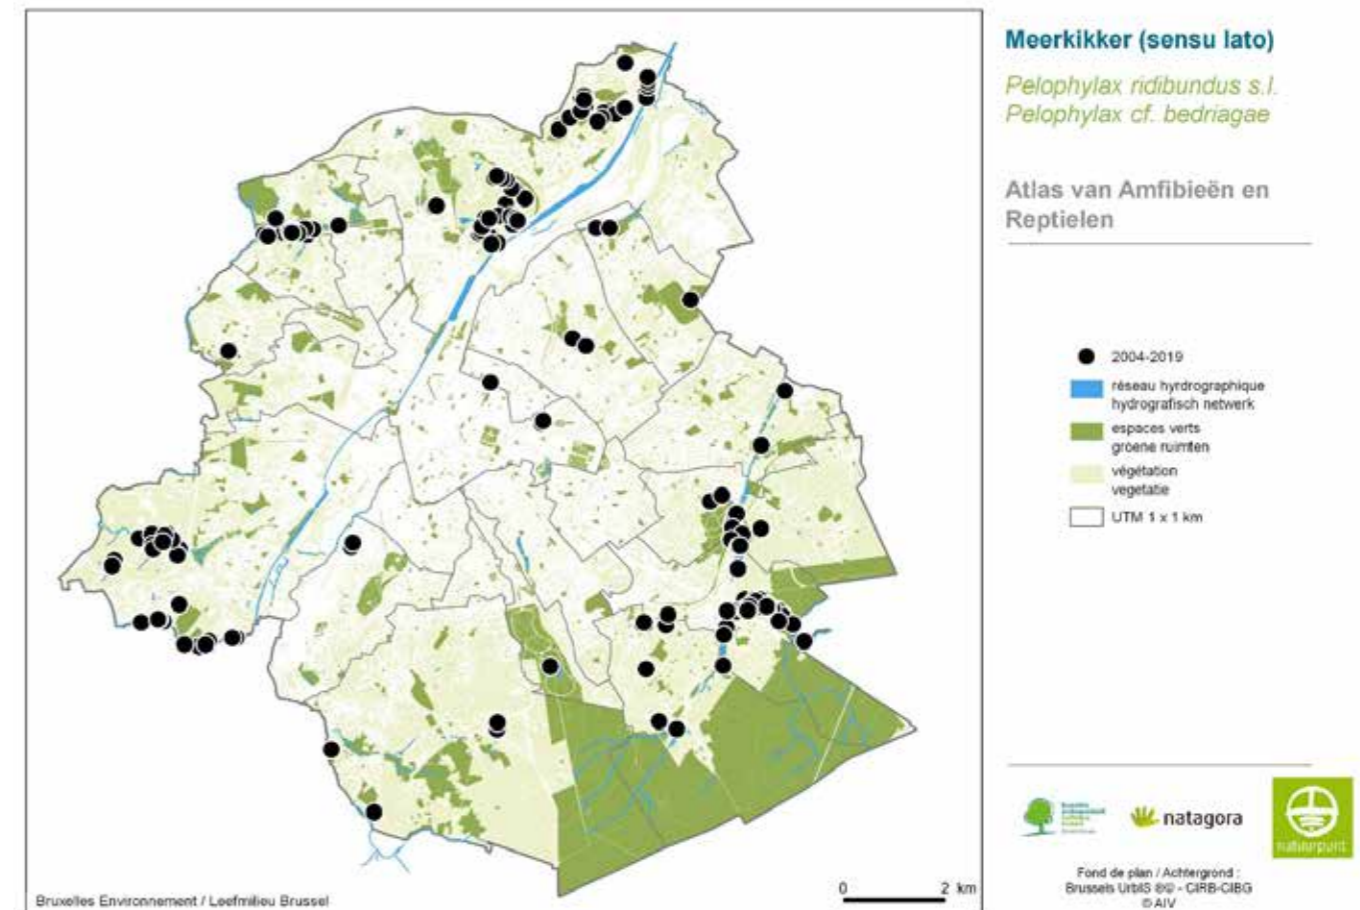 Meerkikker (sensu lato)
Pelophylax ridibundus s.l.
Pelophylax cf. bedriagae
Atlas van Amfibieën en
Reptielen
2004-2019
réseau hyrdrographique
hydrografisch netwerk
espaces verts
groene ruimten
végétation
vegetatie
UTM 1 x 1 km
natagora
natuurpunt
Fond de plan / Achtergrond :
Brussels UrbIS ®© - CIRB-CIBG
© AIV
0 2 km
Bruxelles Environnement / Leefmilieu Brussel